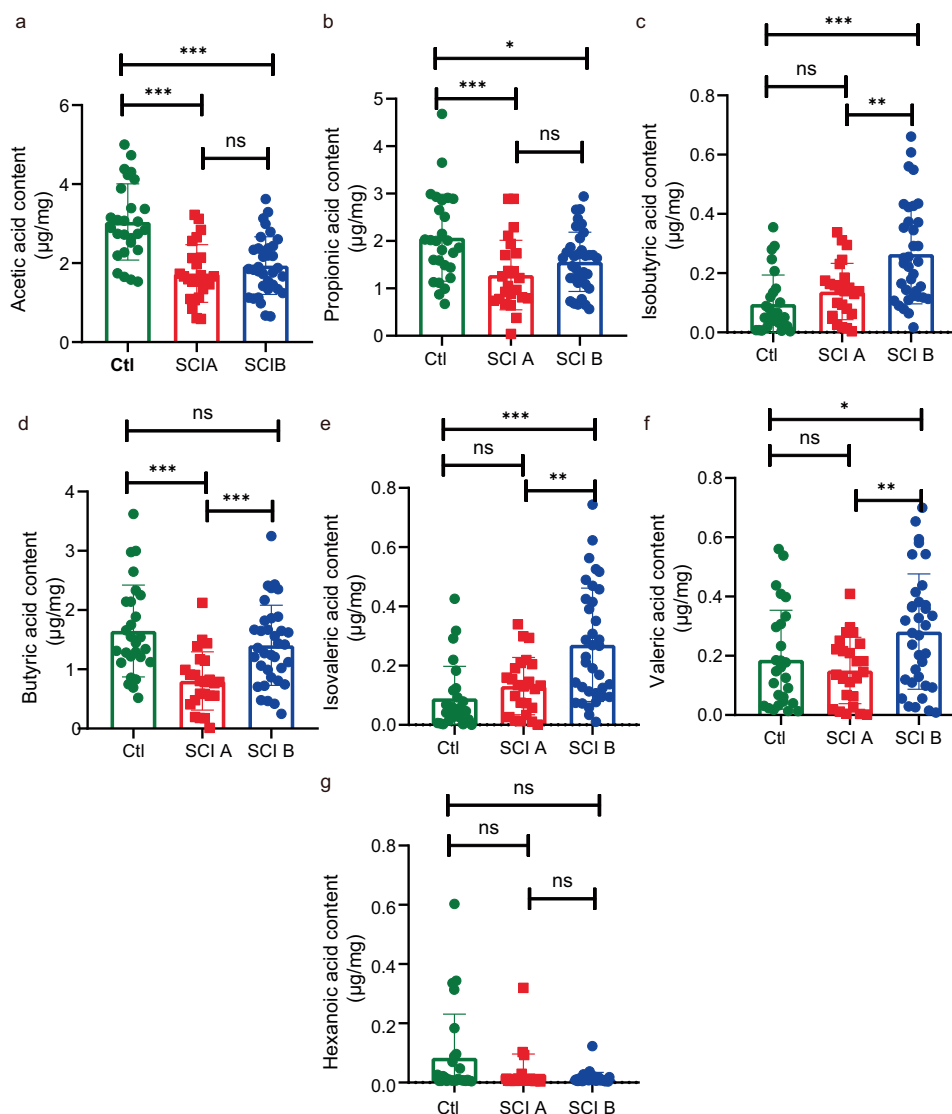 a
***
***
ns
Acetic acid content
(µg/mg)
6
4
2
0
Ctl SCIA SCIB
b
*
***
ns
Propionic acid content
(µg/mg)
5
4
3
2
1
0
Ctl SCI A SCI B
c
***
ns
**
Isobutyric acid content
(µg/mg)
0.8
0.6
0.4
0.2
0.0
Ctl SCI A SCI B
d
ns
***
***
Butyric acid content
(µg/mg)
4
3
2
1
0
Ctl SCI A SCI B
e
***
ns
**
Isovaleric acid content
(µg/mg)
0.8
0.6
0.4
0.2
0.0
Ctl SCI A SCI B
f
*
ns
**
Valeric acid content
(µg/mg)
0.8
0.6
0.4
0.2
0.0
Ctl SCI A SCI B
g
ns
ns
ns
Hexanoic acid content
(µg/mg)
0.8
0.6
0.4
0.2
0.0
Ctl SCI A SCI B